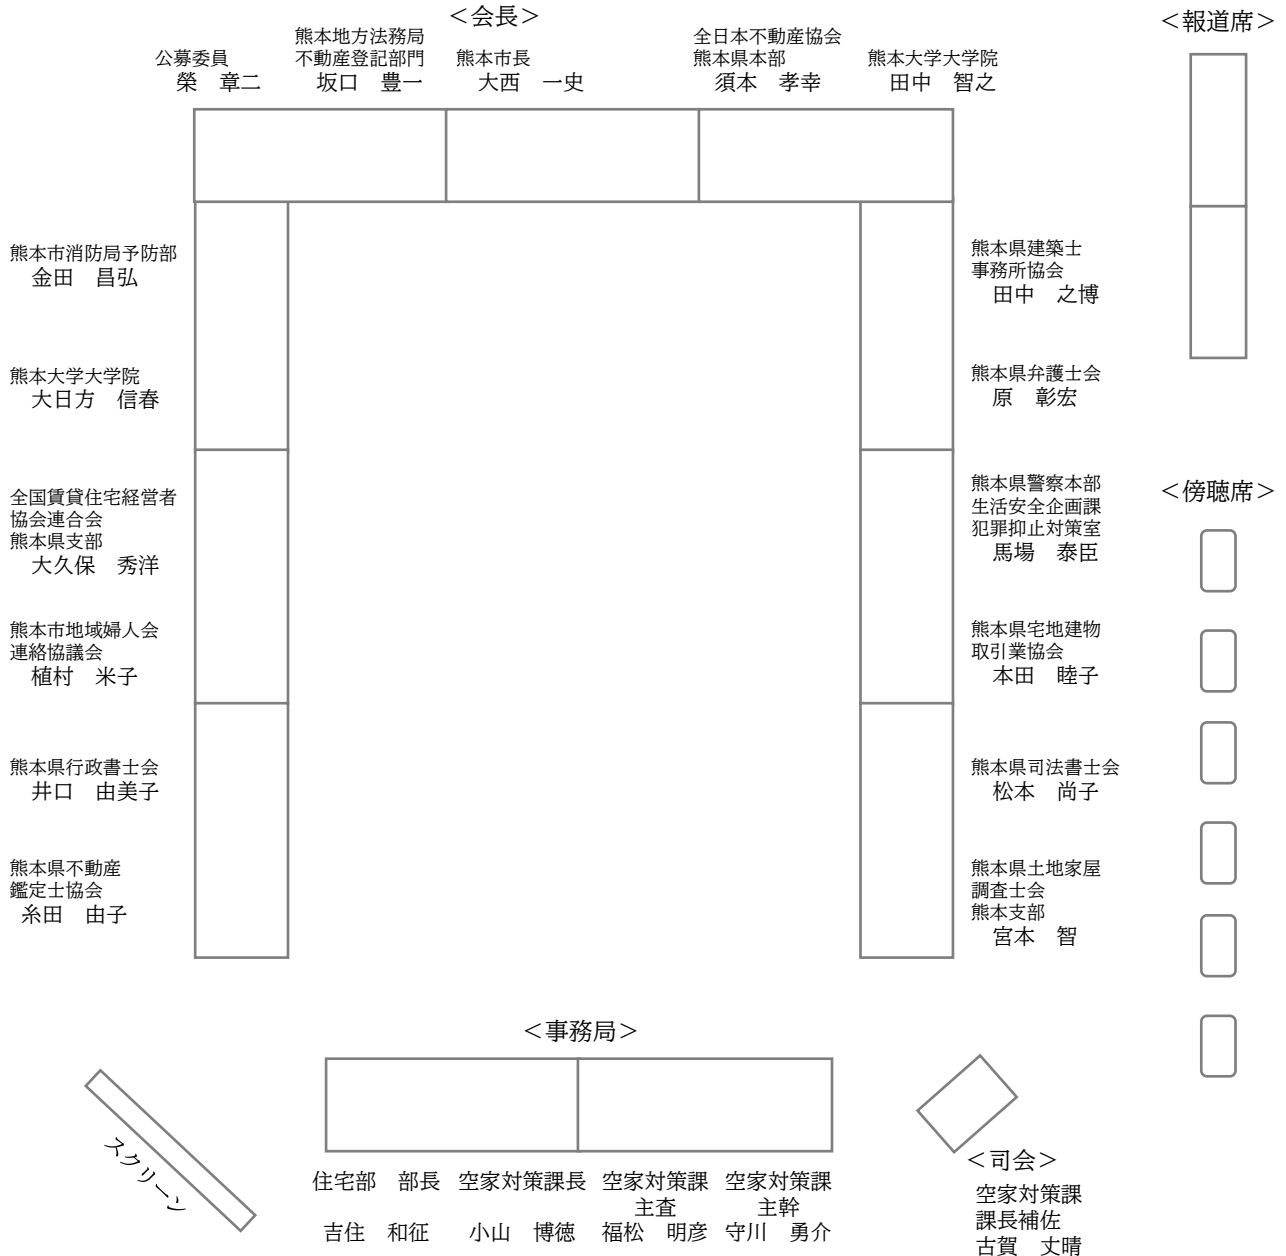 ＜会長＞
＜報道席＞
公募委員
榮　章二
熊本地方法務局
不動産登記部門
坂口　豊一
熊本市長
大西　一史
全日本不動産協会
熊本県本部
須本　孝幸
熊本大学大学院
田中　智之
熊本市消防局予防部
金田　昌弘
熊本大学大学院
大日方　信春
全国賃貸住宅経営者
協会連合会
熊本県支部
大久保　秀洋
熊本市地域婦人会
連絡協議会
植村　米子
熊本県行政書士会
井口　由美子
熊本県不動産
鑑定士協会
糸田　由子
熊本県建築士
事務所協会
田中　之博
熊本県弁護士会
原　彰宏
熊本県警察本部
生活安全企画課
犯罪抑止対策室
馬場　泰臣
熊本県宅地建物
取引業協会
本田　睦子
熊本県司法書士会
松本　尚子
熊本県土地家屋
調査士会
熊本支部
宮本　智
＜傍聴席＞
＜事務局＞
スクリーン
住宅部　部長
吉住　和征
空家対策課長
小山　博徳
空家対策課
主査
福松　明彦
空家対策課
主幹
守川　勇介
＜司会＞
空家対策課
課長補佐
古賀　丈晴